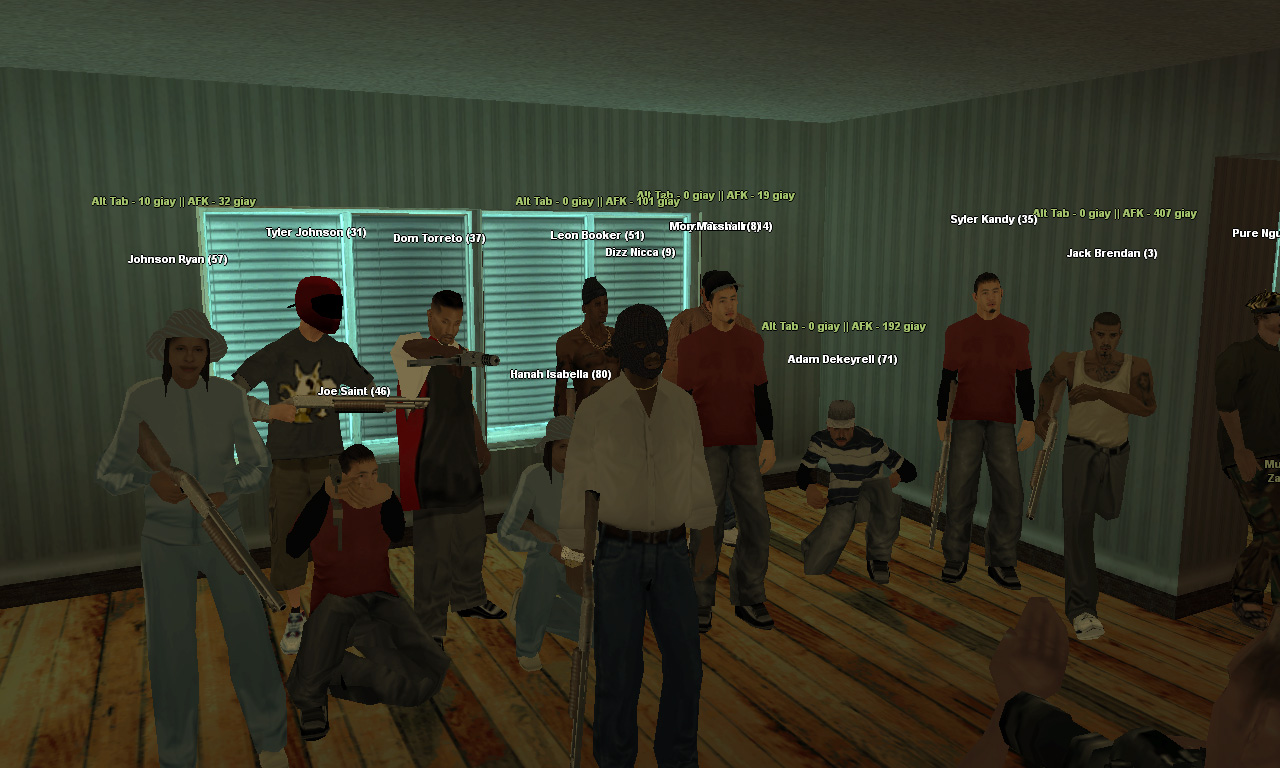 Alt Tab - 10 giay || AFK - 32 giay
Johnson Ryan (57)
Tyler Johnson (31)
Joe Saint (46)
Dom Torreto (37)
Alt Tab - 0 giay || AFK - 101 giay
Leon Booker (51)
Dizz Nicca (9)
Hanah Isabella (80)
Alt Tab - 0 giay || AFK - 19 giay
Marshall (8)
Alt Tab - 0 giay || AFK - 192 giay
Adam Dekeyrell (71)
Syler Kandy (35)
Alt Tab - 0 giay || AFK - 407 giay
Jack Brendan (3)
Pure